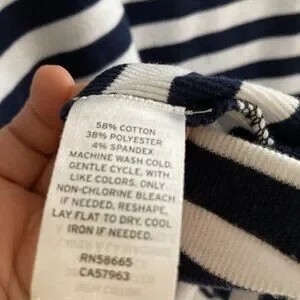 58% COTTON
38% POLYESTER
4% SPANDEX
MACHINE WASH COLD,
GENTLE CYCLE, WITH
LIKE COLORS, ONLY
NON-CHLORINE BLEACH
IF NEEDED. RESHAPE,
LAY FLAT TO DRY, COOL
IRON IF NEEDED.
RN58665
CA57963